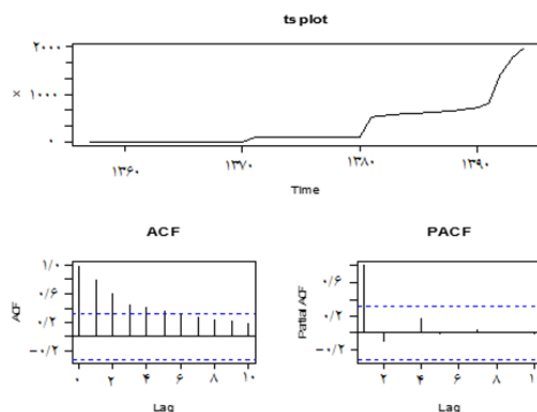 ts plot
x
۲۰۰۰
۱۰۰۰
۰
۱۳۶۰ ۱۳۷۰ ۱۳۸۰ ۱۳۹۰
Time
ACF
ACF
۱/۰
۰/۶
۰/۲
−۰/۲
۰ ۲ ۴ ۶ ۸ ۱۰
Lag
PACF
Partial ACF
۰/۶
۰/۲
−۰/۲
۲ ۴ ۶ ۸ ۱۰
Lag